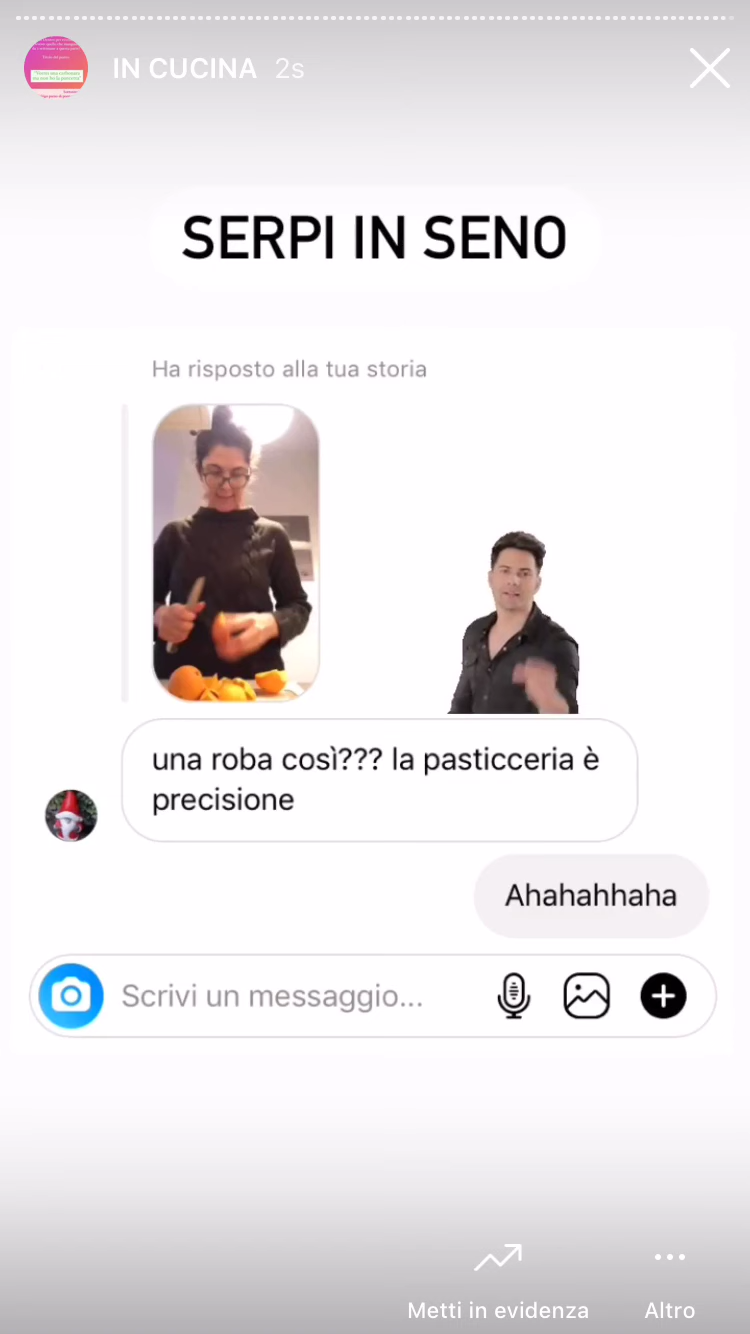 IN CUCINA 2s
SERPI IN SENO
Ha risposto alla tua storia
una roba così??? la pasticceria è
precisione
Ahahahhaha
Scrivi un messaggio...
Metti in evidenza
Altro